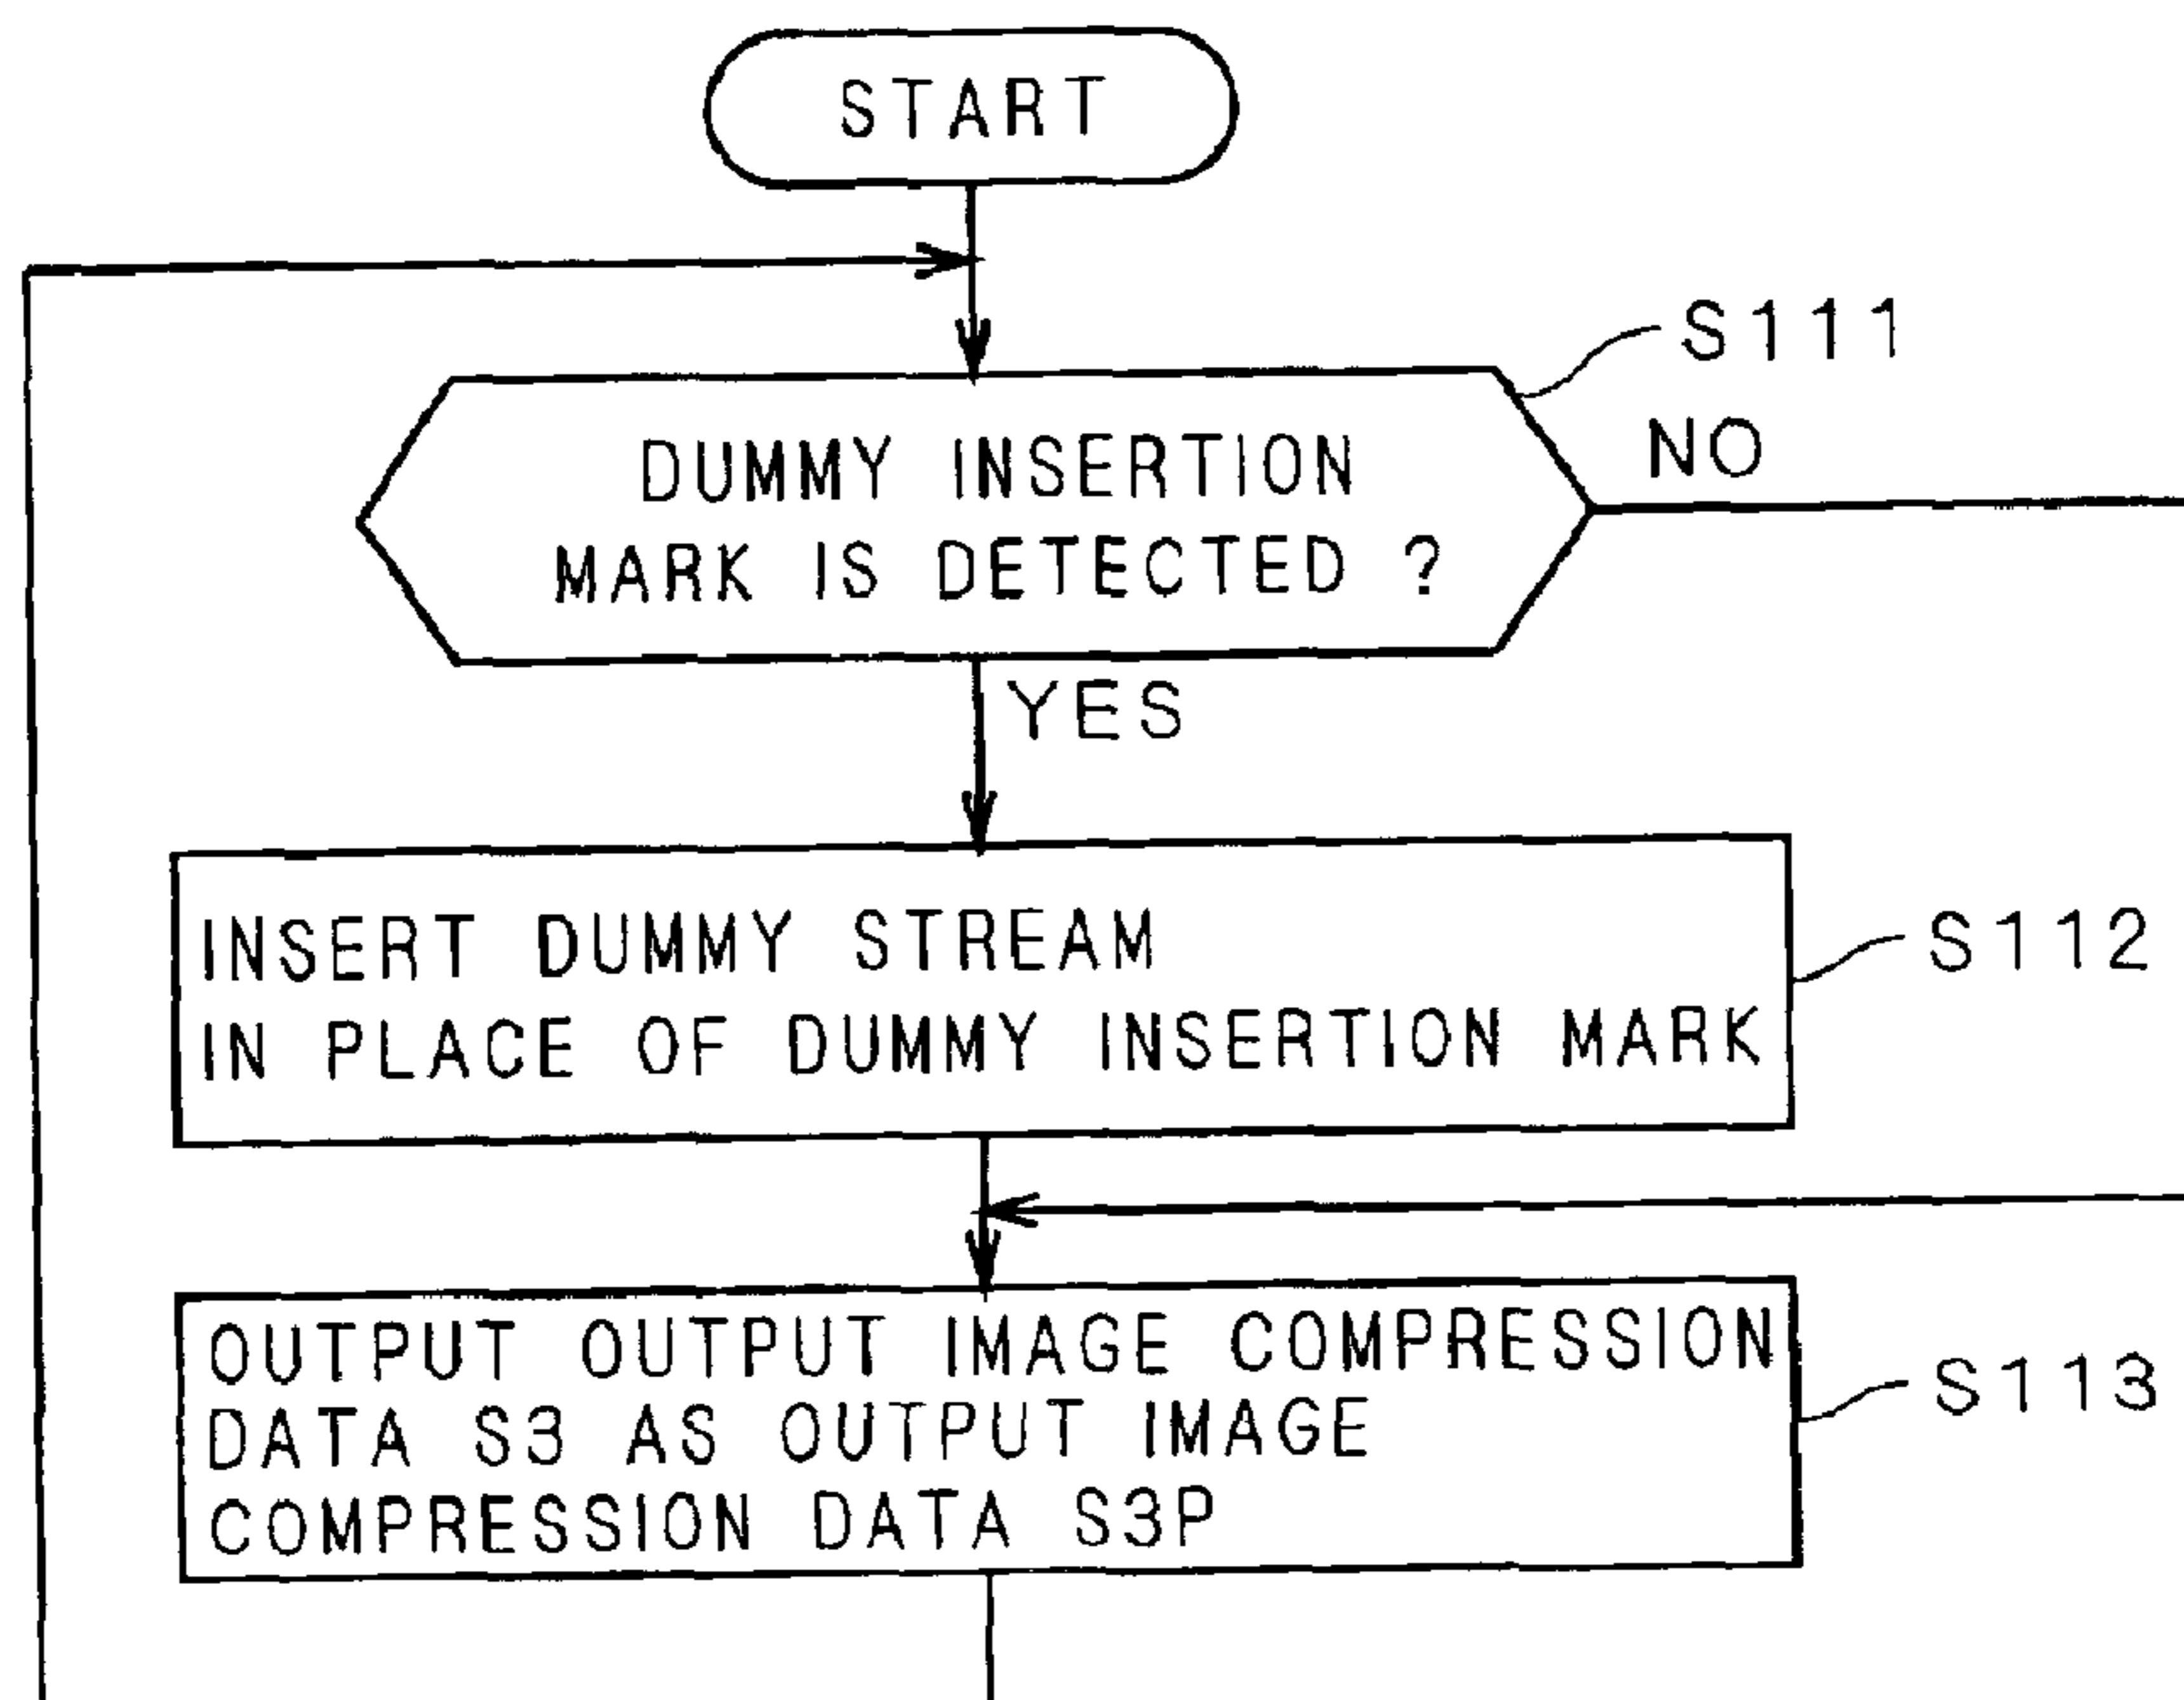 START
S111
NO
DUMMY INSERTION
MARK IS DETECTED ?
YES
INSERT DUMMY STREAM
IN PLACE OF DUMMY INSERTION MARK
S112
OUTPUT OUTPUT IMAGE COMPRESSION
DATA S3 AS OUTPUT IMAGE
COMPRESSION DATA S3P
S113